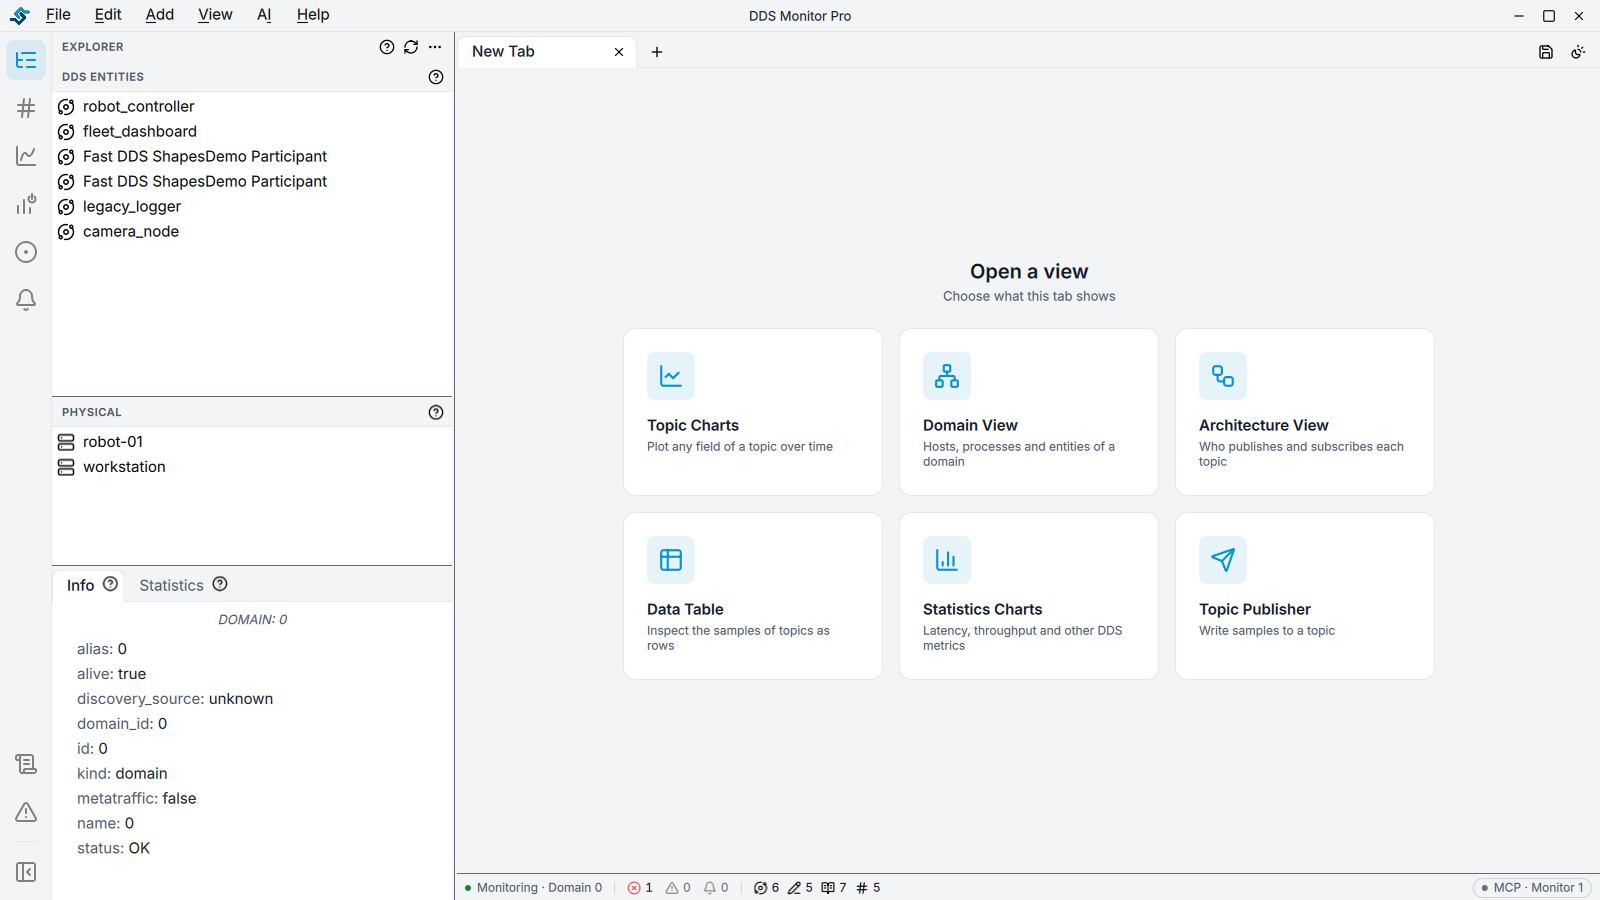 File Edit Add View AI Help
DDS Monitor Pro
EXPLORER
DDS ENTITIES
robot_controller
fleet_dashboard
Fast DDS ShapesDemo Participant
Fast DDS ShapesDemo Participant
legacy_logger
camera_node
PHYSICAL
robot-01
workstation
Info Statistics
DOMAIN: 0
alias: 0
alive: true
discovery_source: unknown
domain_id: 0
id: 0
kind: domain
metatraffic: false
name: 0
status: OK
New Tab
Open a view
Choose what this tab shows
Topic Charts
Plot any field of a topic over time
Domain View
Hosts, processes and entities of a
domain
Architecture View
Who publishes and subscribes each
topic
Data Table
Inspect the samples of topics as
rows
Statistics Charts
Latency, throughput and other DDS
metrics
Topic Publisher
Write samples to a topic
Monitoring · Domain 0 1 0 0 6 5 7 5
MCP · Monitor 1